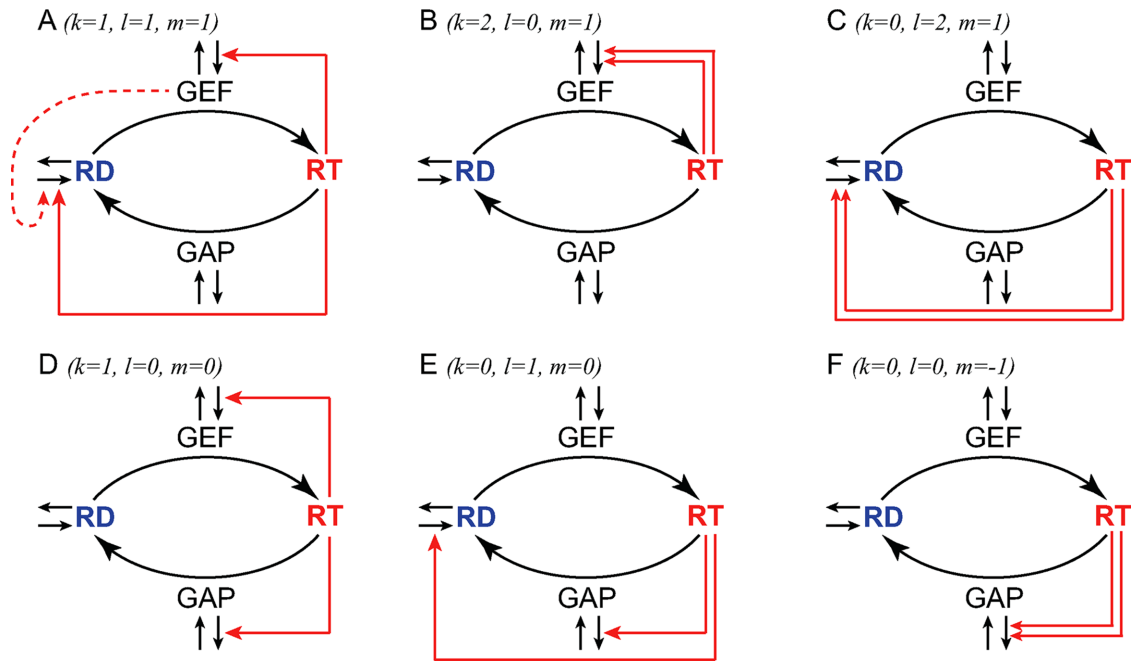 A (k=1, l=1, m=1)
GEF
RD
RT
GAP
B (k=2, l=0, m=1)
GEF
RD
RT
GAP
C (k=0, l=2, m=1)
GEF
RD
RT
GAP
D (k=1, l=0, m=0)
GEF
RD
RT
GAP
E (k=0, l=1, m=0)
GEF
RD
RT
GAP
F (k=0, l=0, m=-1)
GEF
RD
RT
GAP